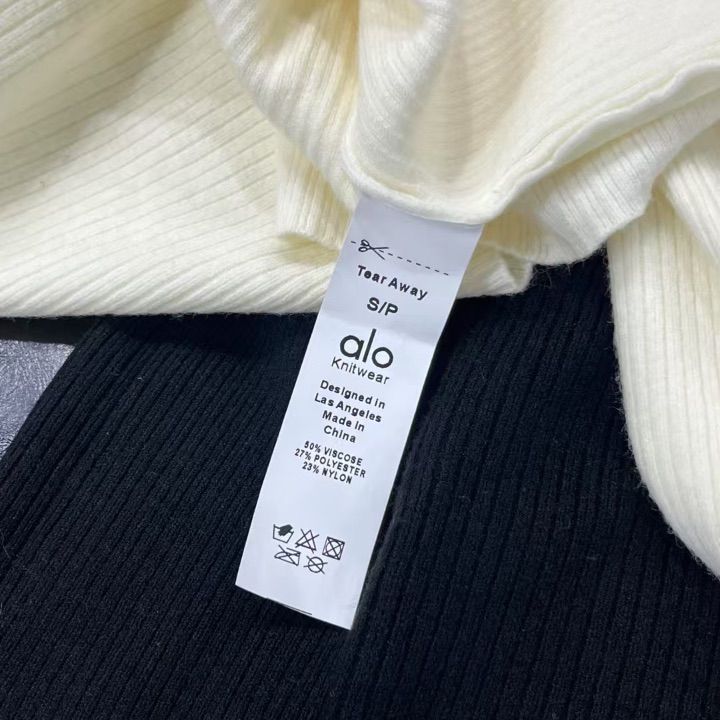 Tear Away
S/P
alo
Knitwear
Designed in
Las Angeles
Made in
China
50% VISCOSE
27% POLYESTER
23% NYLON